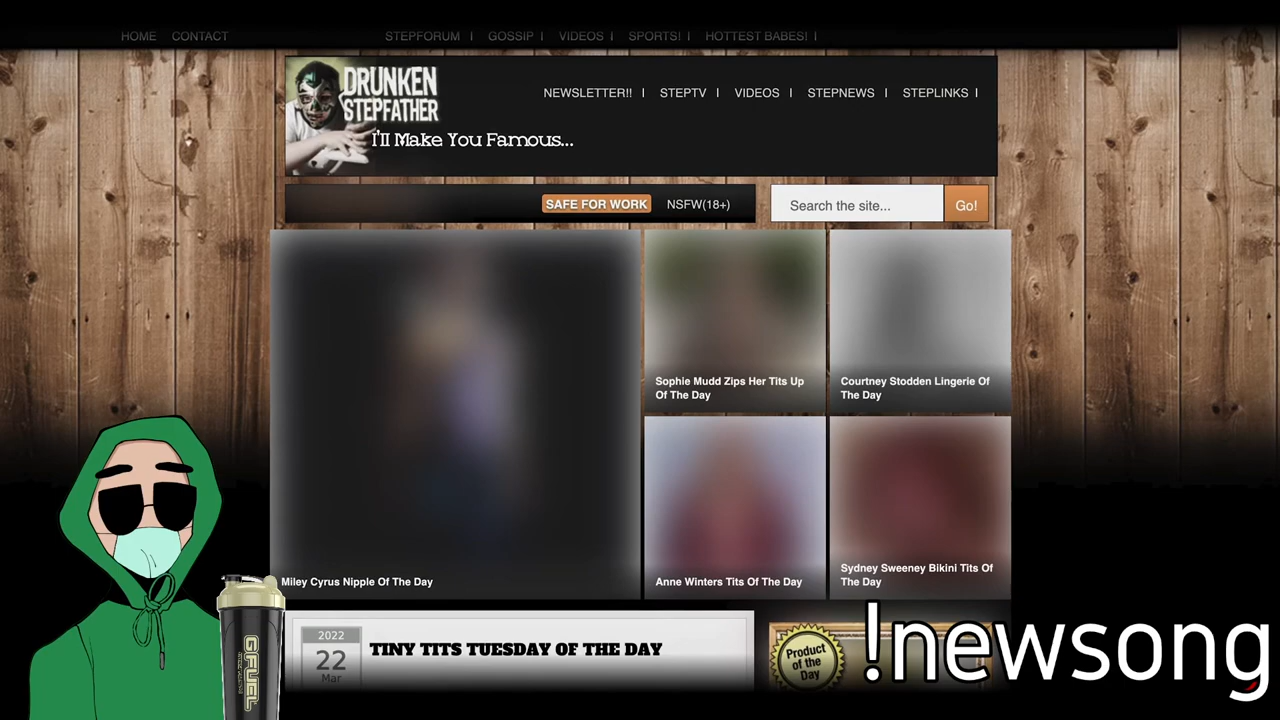 HOME CONTACT STEPFORUM | GOSSIP | VIDEOS | SPORTS! | HOTTEST BABES! |
DRUNKEN
STEPFATHER
I'll Make You Famous...
NEWSLETTER!! | STEPTV | VIDEOS | STEPNEWS | STEPLINKS |
SAFE FOR WORK NSFW(18+)
Search the site... Go!
Miley Cyrus Nipple Of The Day
Sophie Mudd Zips Her Tits Up
Of The Day
Courtney Stodden Lingerie Of
The Day
Anne Winters Tits Of The Day
Sydney Sweeney Bikini Tits Of
The Day
2022
22
Mar
TINY TITS TUESDAY OF THE DAY
Product
of the
Day
!newsong
GFUEL